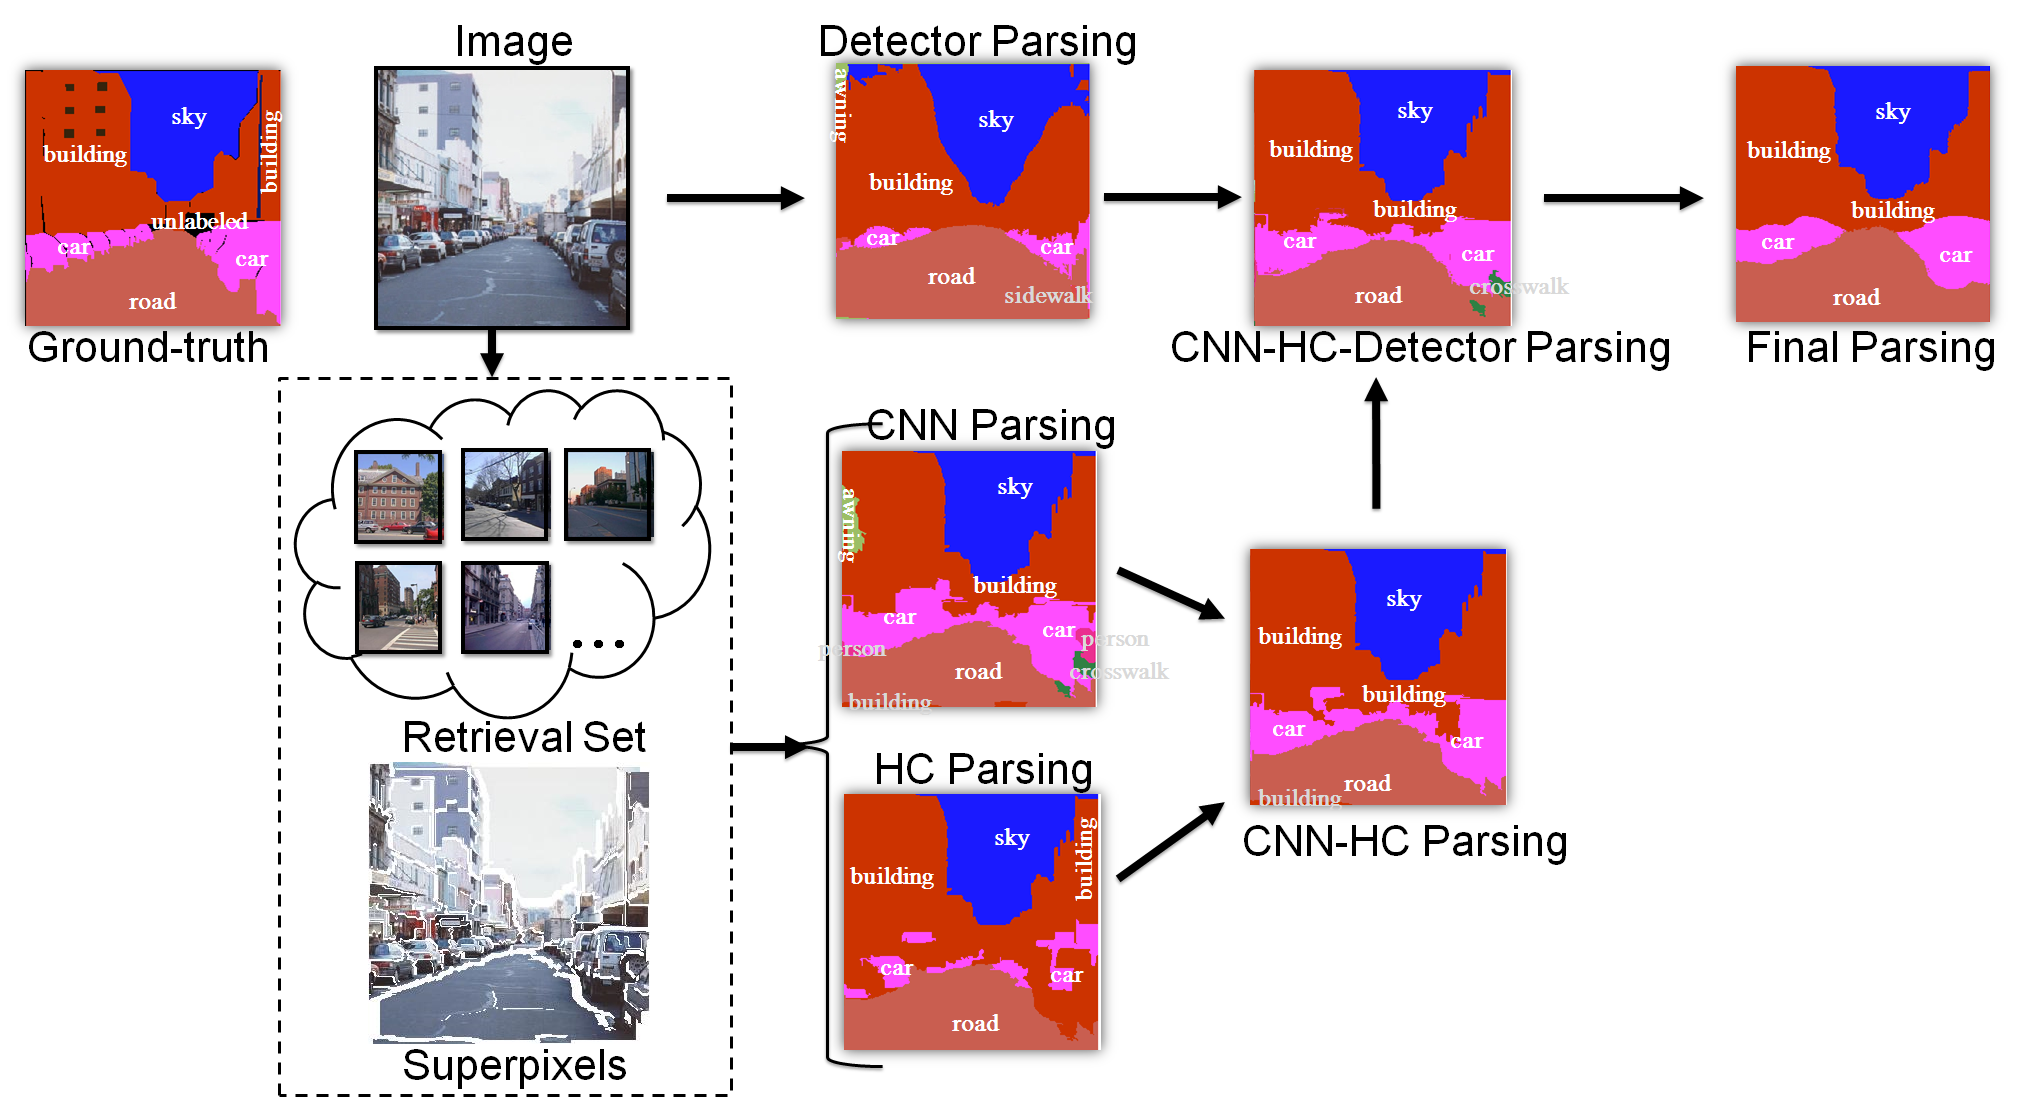 Image
Detector Parsing
sky
building
building
unlabeled
car
car
road
Ground-truth
awning
sky
building
car
car
road
sidewalk
sky
building
building
car
car
crosswalk
road
CNN-HC-Detector Parsing
sky
building
building
car
car
road
Final Parsing
Retrieval Set
Superpixels
CNN Parsing
sky
awning
building
car
car
person
person
road
crosswalk
building
HC Parsing
sky
building
building
car
car
road
sky
building
building
car
car
road
building
CNN-HC Parsing